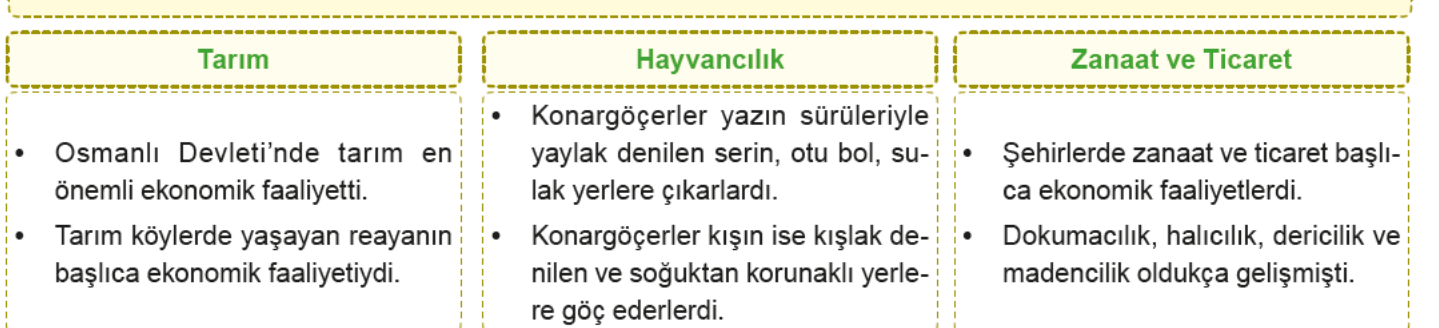 Tarım
• Osmanlı Devleti’nde tarım en
önemli ekonomik faaliyetti.
• Tarım köylerde yaşayan reayanın
başlıca ekonomik faaliyetiydi.
Hayvancılık
• Konargöçerler yazın sürüleriyle
yaylak denilen serin, otu bol, su-
lak yerlere çıkarlardı.
• Konargöçerler kışın ise kışlak de-
nilen ve soğuktan korunaklı yerle-
re göç ederlerdi.
Zanaat ve Ticaret
• Şehirlerde zanaat ve ticaret başlı-
ca ekonomik faaliyetlerdi.
• Dokumacılık, halıcılık, dericilik ve
madencilik oldukça gelişmişti.